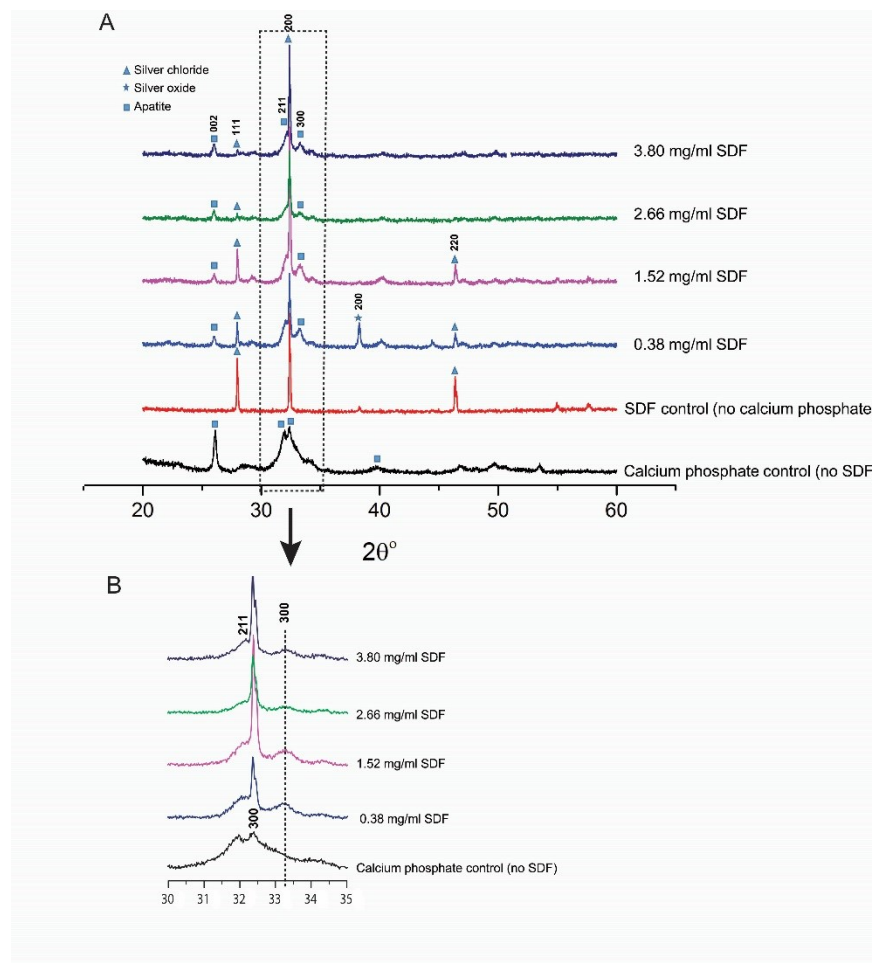 A
200
Silver chloride
Silver oxide
Apatite
002
111
211
300
3.80 mg/ml SDF
2.66 mg/ml SDF
220
1.52 mg/ml SDF
200
0.38 mg/ml SDF
SDF control (no calcium phosphate
Calcium phosphate control (no SDF
20 30 40 50 60
2θ°
B
211
300
3.80 mg/ml SDF
2.66 mg/ml SDF
1.52 mg/ml SDF
0.38 mg/ml SDF
300
Calcium phosphate control (no SDF)
30 31 32 33 34 35